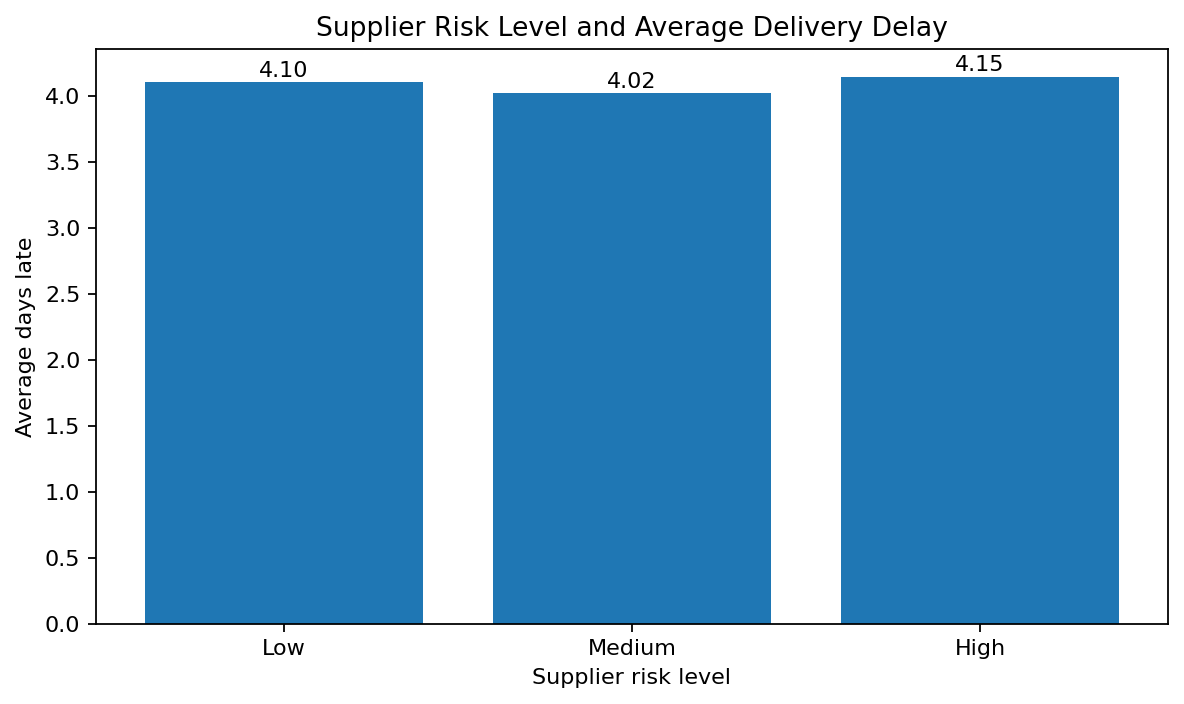 Supplier Risk Level and Average Delivery Delay
4.10
4.02
4.15
Average days late
4.0
3.5
3.0
2.5
2.0
1.5
1.0
0.5
0.0
Low
Medium
High
Supplier risk level